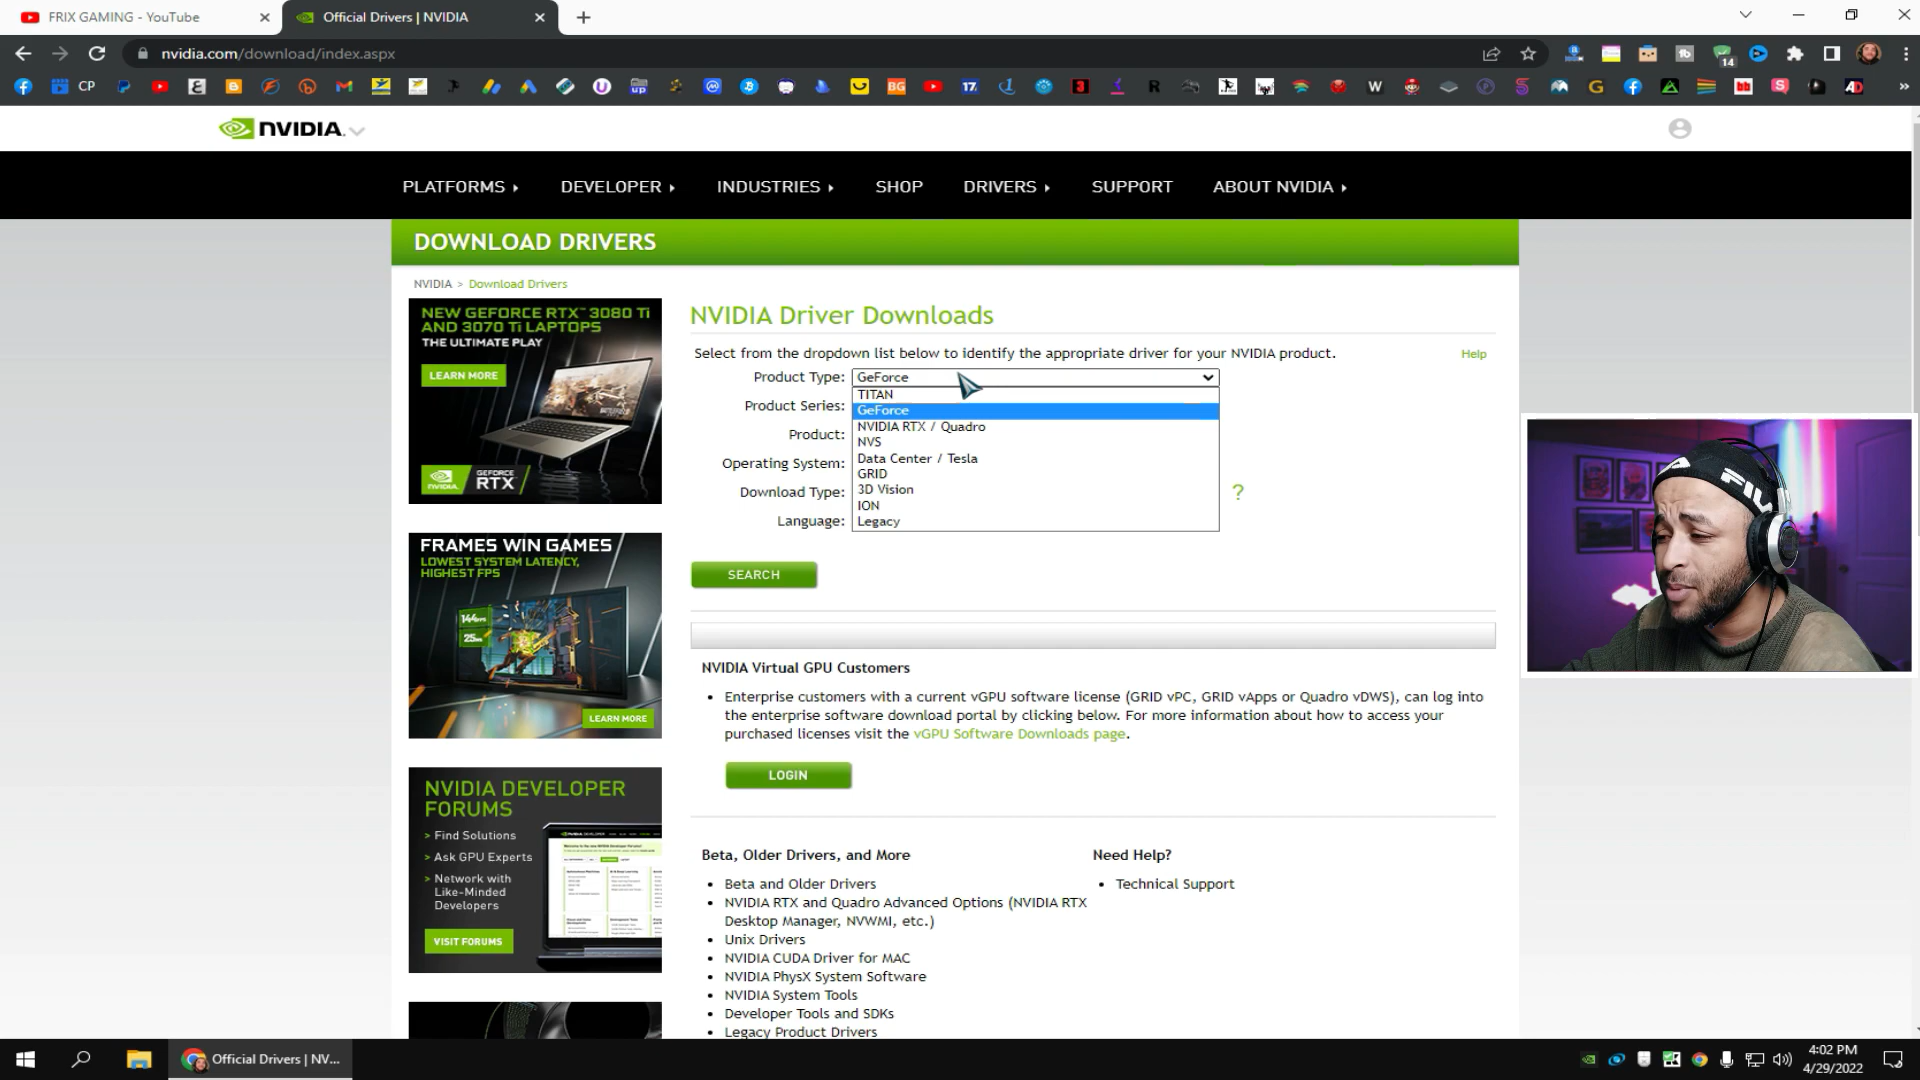 FRIX GAMING - YouTube
Official Drivers | NVIDIA
nvidia.com/download/index.aspx
14
CP
up
BG
17
3
R
W
G
bb
S
AD
NVIDIA.
PLATFORMS
DEVELOPER
INDUSTRIES
SHOP
DRIVERS
SUPPORT
ABOUT NVIDIA
DOWNLOAD DRIVERS
NVIDIA > Download Drivers
NEW GEFORCE RTX™ 3080 Ti
AND 3070 Ti LAPTOPS
THE ULTIMATE PLAY
LEARN MORE
NVIDIA.
GEFORCE
RTX
NVIDIA Driver Downloads
Select from the dropdown list below to identify the appropriate driver for your NVIDIA product.
Help
Product Type: GeForce
TITAN
Product Series: GeForce
NVIDIA RTX / Quadro
Product: NVS
Operating System: Data Center / Tesla
GRID
Download Type: 3D Vision
?
ION
Language: Legacy
SEARCH
FRAMES WIN GAMES
LOWEST SYSTEM LATENCY,
HIGHEST FPS
LEARN MORE
NVIDIA Virtual GPU Customers
• Enterprise customers with a current vGPU software license (GRID vPC, GRID vApps or Quadro vDWS), can log into
the enterprise software download portal by clicking below. For more information about how to access your
purchased licenses visit the vGPU Software Downloads page.
LOGIN
NVIDIA DEVELOPER
FORUMS
> Find Solutions
> Ask GPU Experts
> Network with
Like-Minded
Developers
VISIT FORUMS
Beta, Older Drivers, and More
• Beta and Older Drivers
• NVIDIA RTX and Quadro Advanced Options (NVIDIA RTX
Desktop Manager, NVWMI, etc.)
• Unix Drivers
• NVIDIA CUDA Driver for MAC
• NVIDIA PhysX System Software
• NVIDIA System Tools
• Developer Tools and SDKs
• Legacy Product Drivers
Need Help?
• Technical Support
Official Drivers | NV...
4:02 PM
4/29/2022